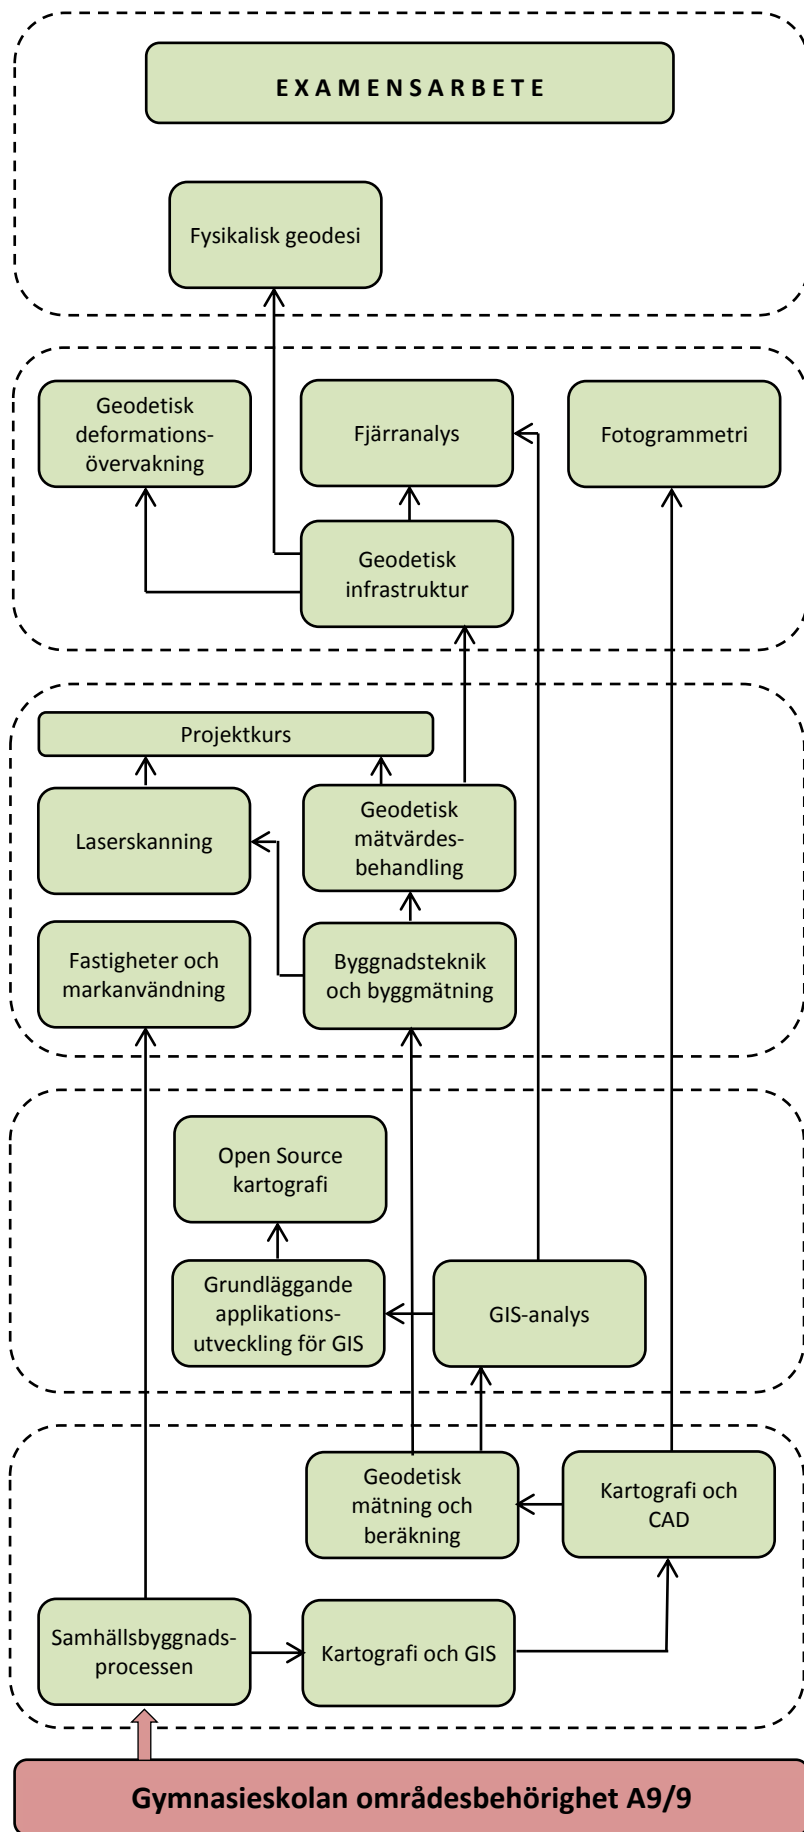 EXAMENSARBETE
Fysikalisk geodesi
Geodetisk
deformations-
övervakning
Fjärranalys
Fotogrammetri
Geodetisk
infrastruktur
Projektkurs
Laserskanning
Geodetisk
mätvärdes-
behandling
Fastigheter och
markanvändning
Byggnadsteknik
och byggmätning
Open Source
kartografi
Grundläggande
applikations-
utveckling för GIS
GIS-analys
Geodetisk
mätning och
beräkning
Kartografi och
CAD
Samhällsbyggnads-
processen
Kartografi och GIS
Gymnasieskolan områdesbehörighet A9/9